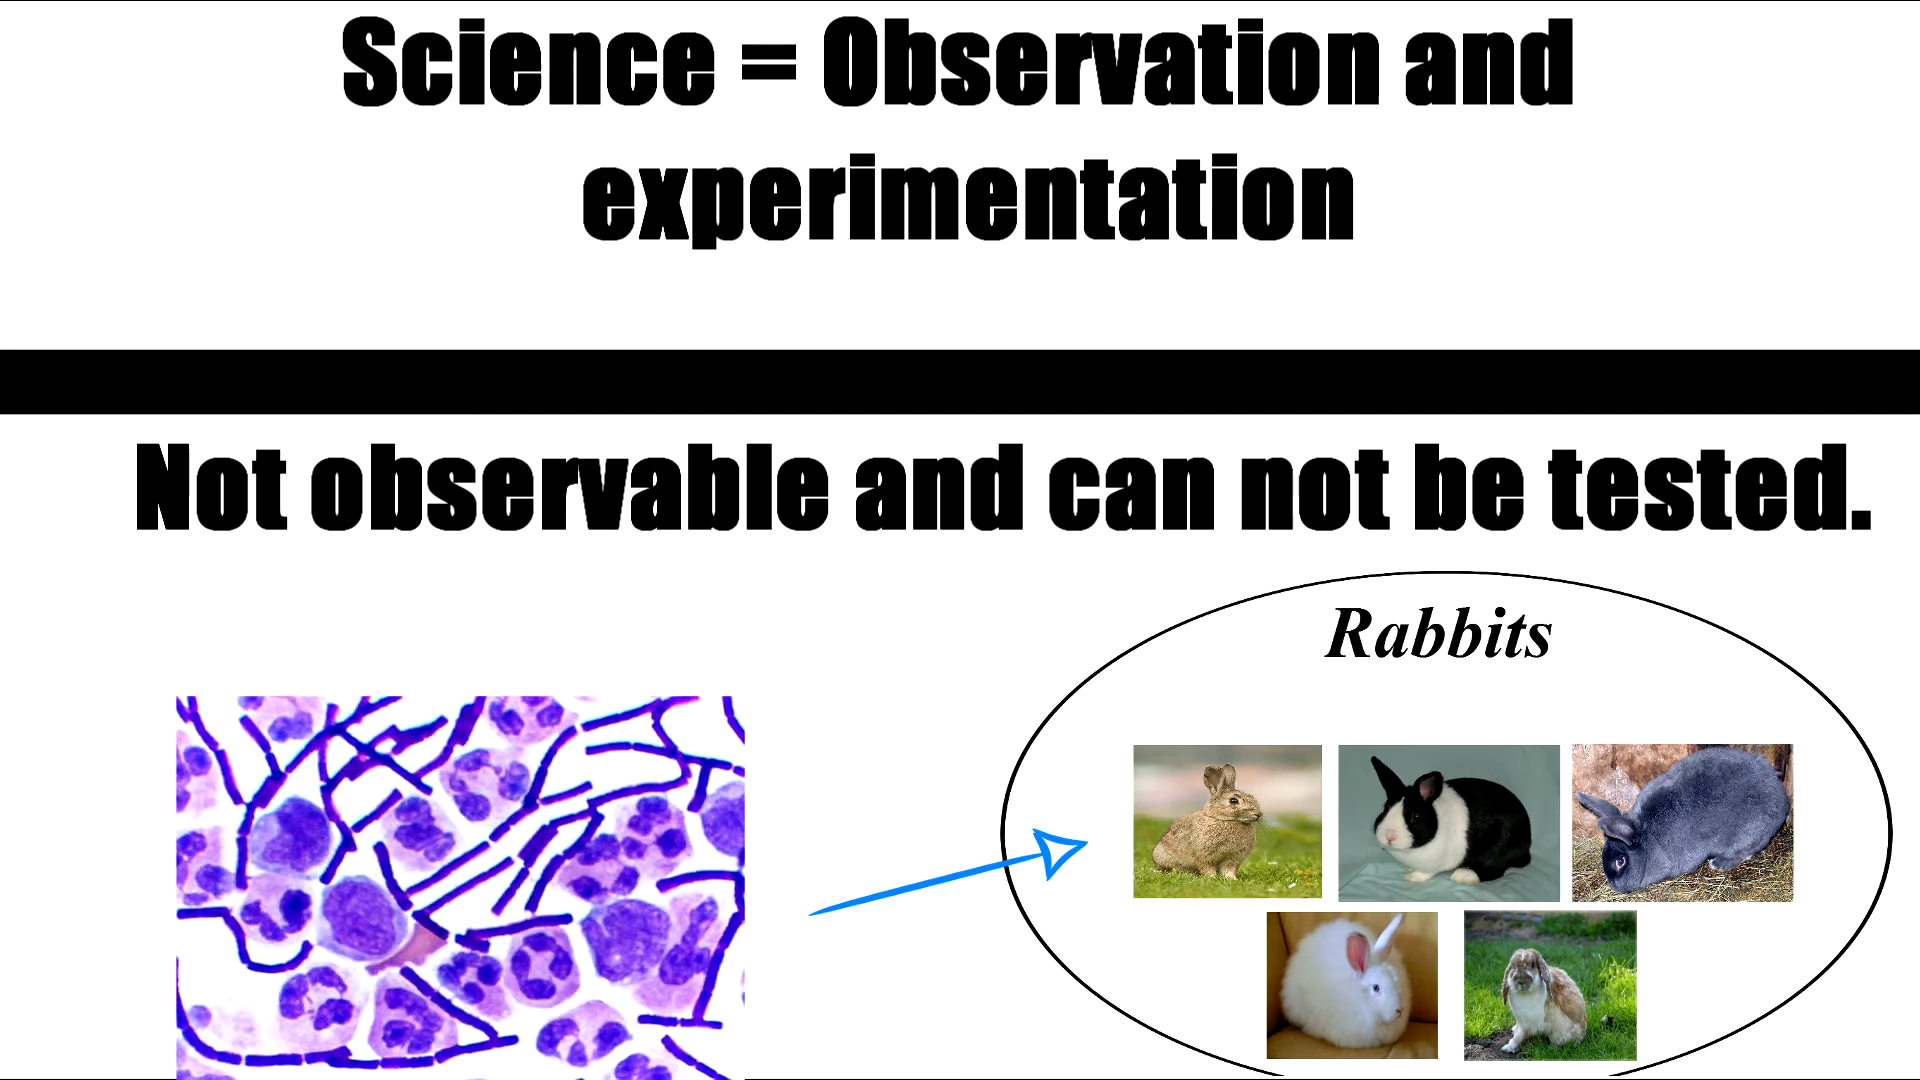 Science = Observation and
experimentation
Not observable and can not be tested.
Rabbits